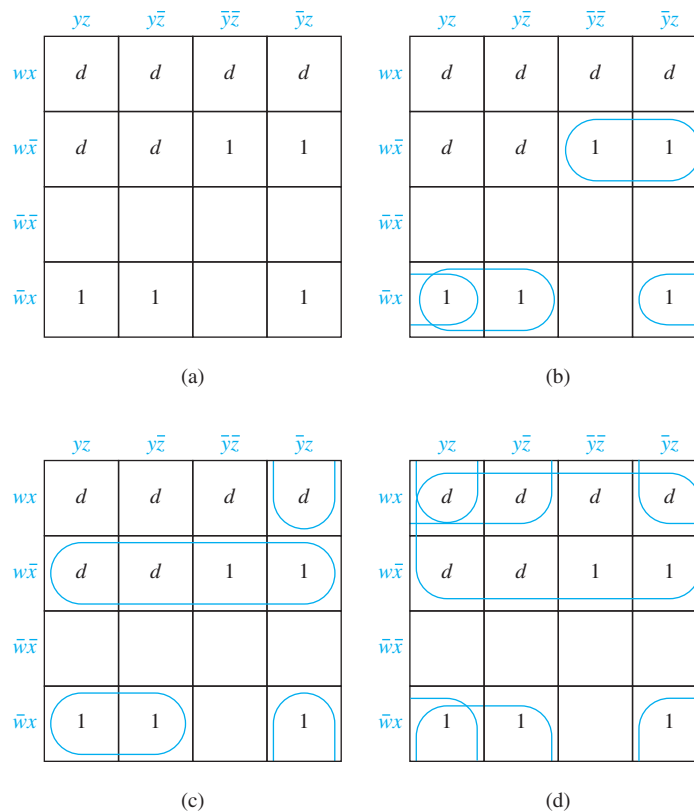 yz yz̄ ȳz̄ ȳz
wx d d d d
wx̄ d d 1 1
w̄x̄
w̄x 1 1 1
(a)
yz yz̄ ȳz̄ ȳz
wx d d d d
wx̄ d d 1 1
w̄x̄
w̄x 1 1 1
(b)
yz yz̄ ȳz̄ ȳz
wx d d d d
wx̄ d d 1 1
w̄x̄
w̄x 1 1 1
(c)
yz yz̄ ȳz̄ ȳz
wx d d d d
wx̄ d d 1 1
w̄x̄
w̄x 1 1 1
(d)